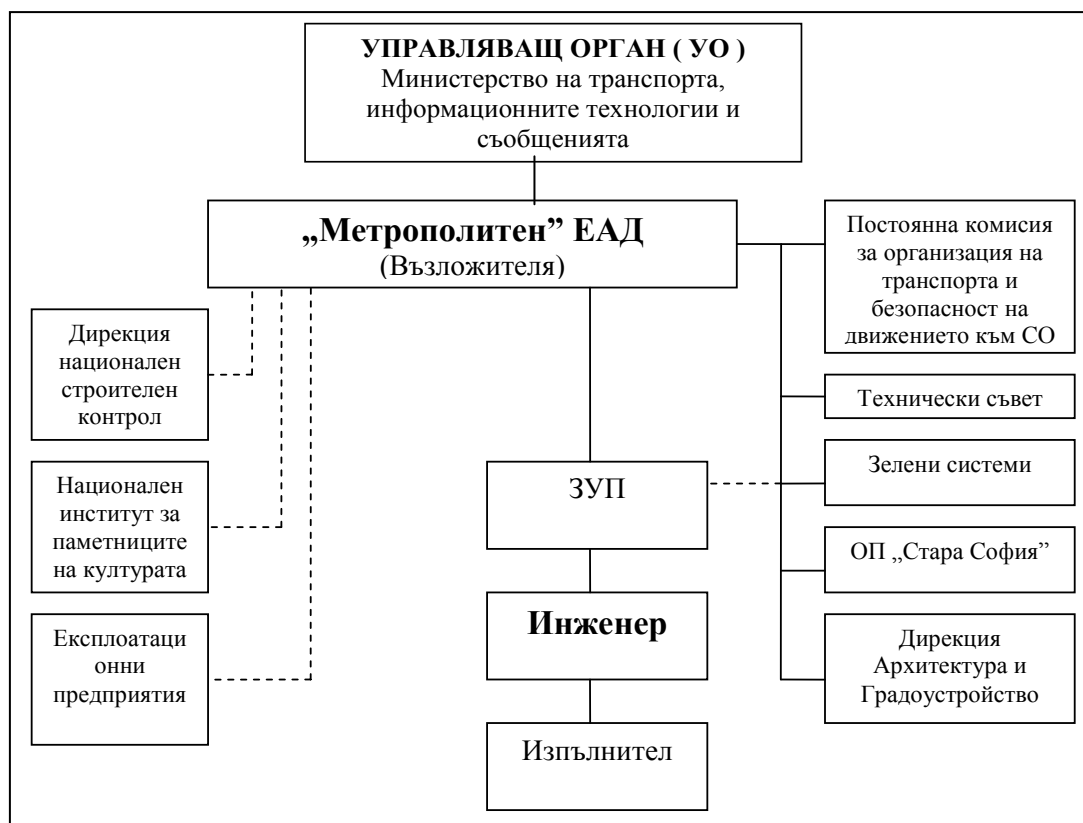 УПРАВЛЯВАЩ ОРГАН ( УО )
Министерство на транспорта,
информационните технологии и
съобщенията
„Метрополитен” ЕАД
(Възложителя)
Постоянна комисия
за организация на
транспорта и
безопасност на
движението към СО
Дирекция
национален
строителен
контрол
Технически съвет
Зелени системи
ЗУП
Национален
институт за
паметниците
на културата
ОП „Стара София”
Инженер
Експлоатаци
онни
предприятия
Дирекция
Архитектура и
Градоустройство
Изпълнител